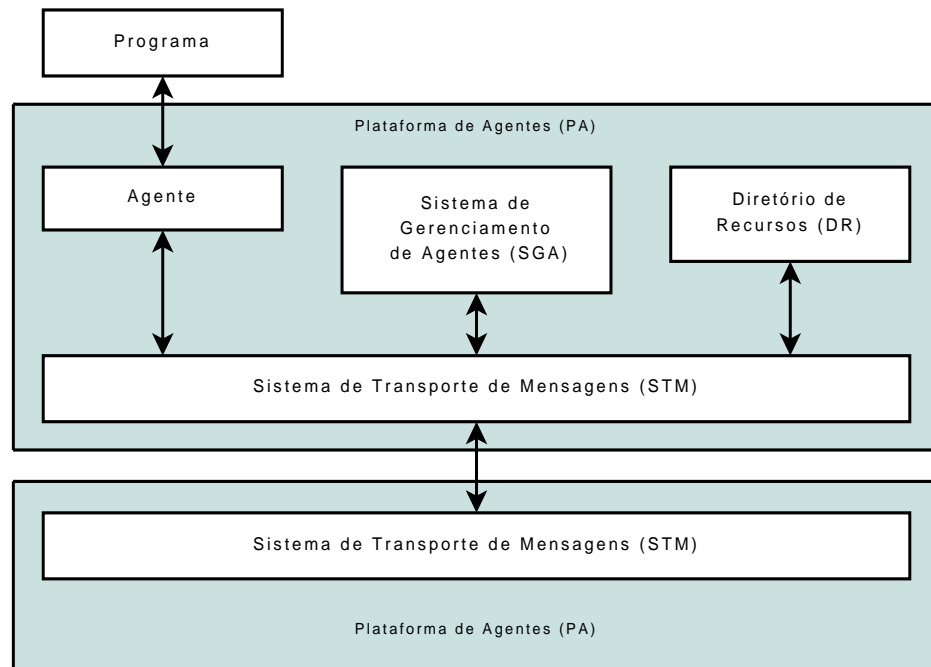 Programa
Plataforma de Agentes (PA)
Agente
Sistema de
Gerenciamento
de Agentes (SGA)
Diretório de
Recursos (DR)
Sistema de Transporte de Mensagens (STM)
Sistema de Transporte de Mensagens (STM)
Plataforma de Agentes (PA)